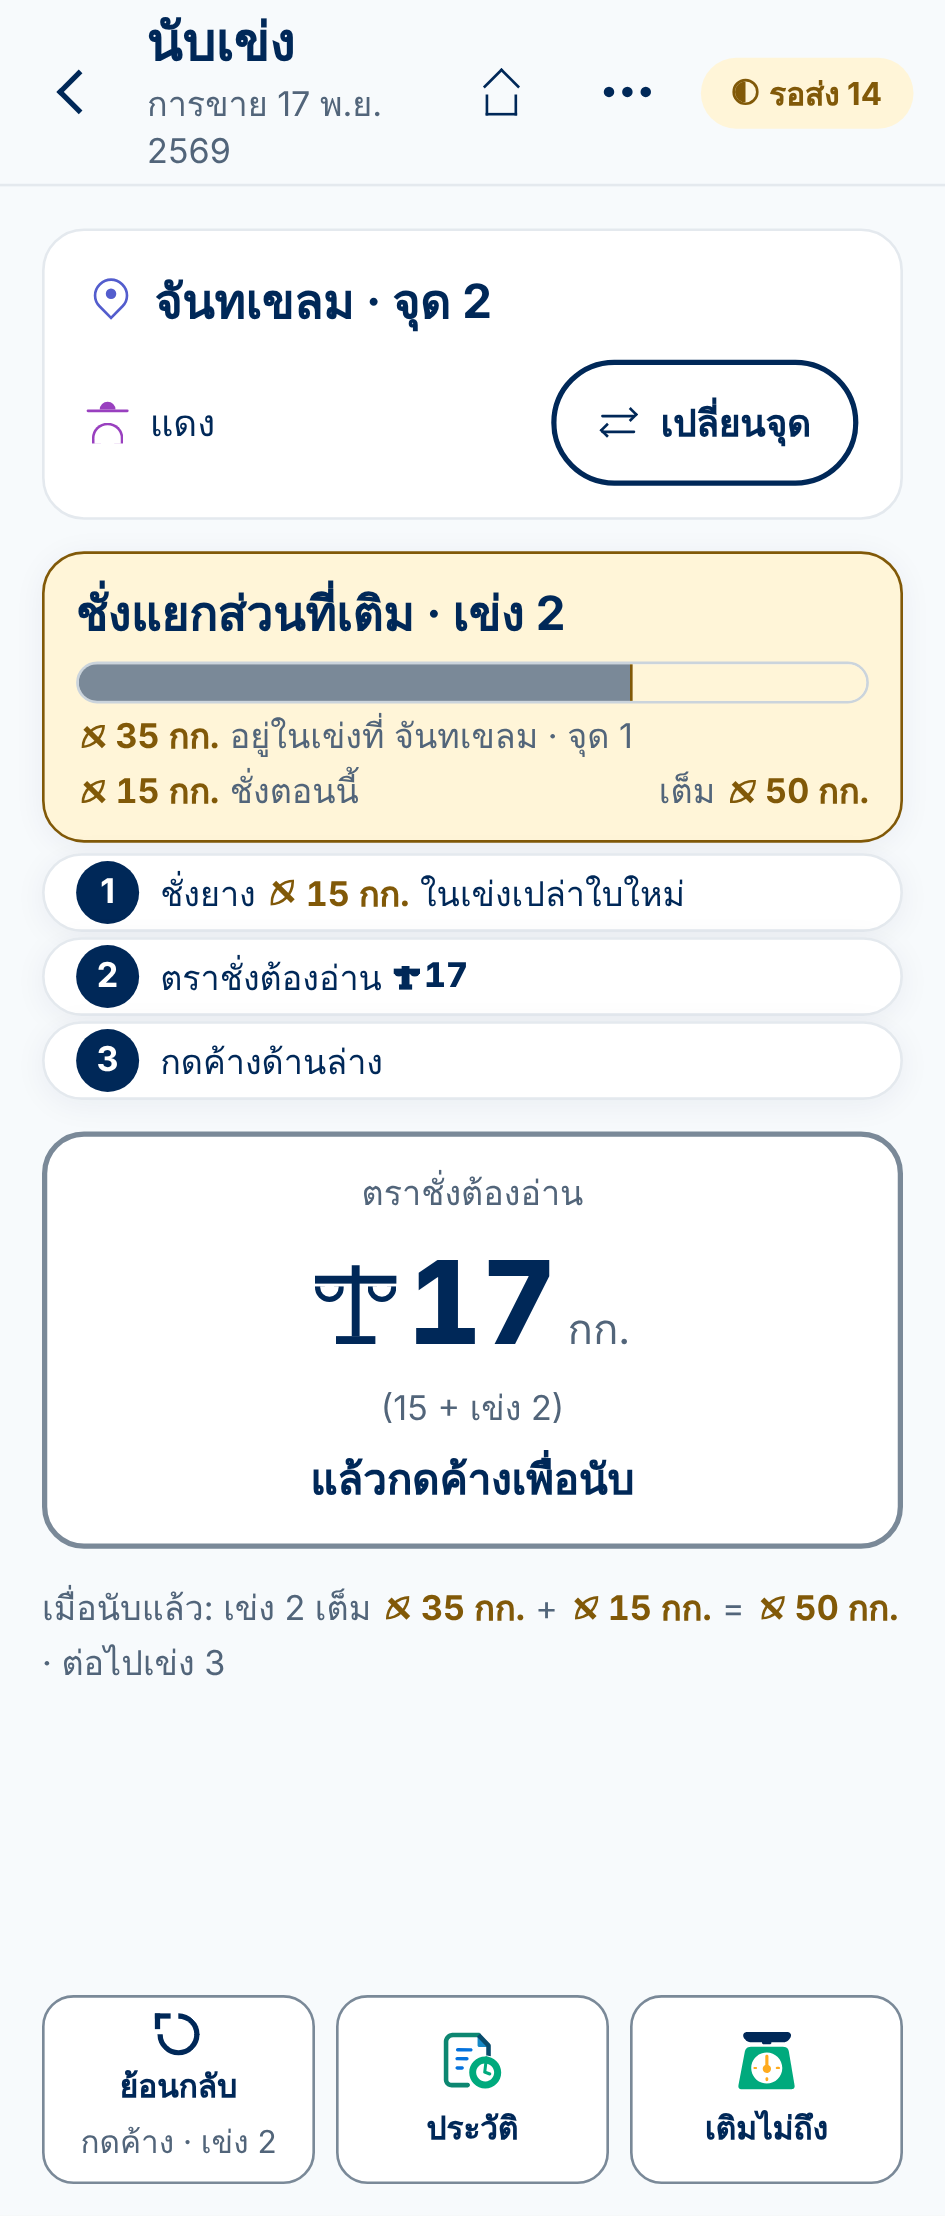 นับเข่ง
การขาย 17 พ.ย.
2569
รอส่ง 14
จันทเขลม · จุด 2
แดง
เปลี่ยนจุด
ชั่งแยกส่วนที่เติม · เข่ง 2
35 กก. อยู่ในเข่งที่ จันทเขลม · จุด 1
15 กก. ชั่งตอนนี้ เต็ม 50 กก.
1 ชั่งยาง 15 กก. ในเข่งเปล่าใบใหม่
2 ตราชั่งต้องอ่าน 17
3 กดค้างด้านล่าง
ตราชั่งต้องอ่าน
17 กก.
(15 + เข่ง 2)
แล้วกดค้างเพื่อนับ
เมื่อนับแล้ว: เข่ง 2 เต็ม 35 กก. + 15 กก. = 50 กก.
· ต่อไปเข่ง 3
ย้อนกลับ
กดค้าง · เข่ง 2
ประวัติ
เติมไม่ถึง